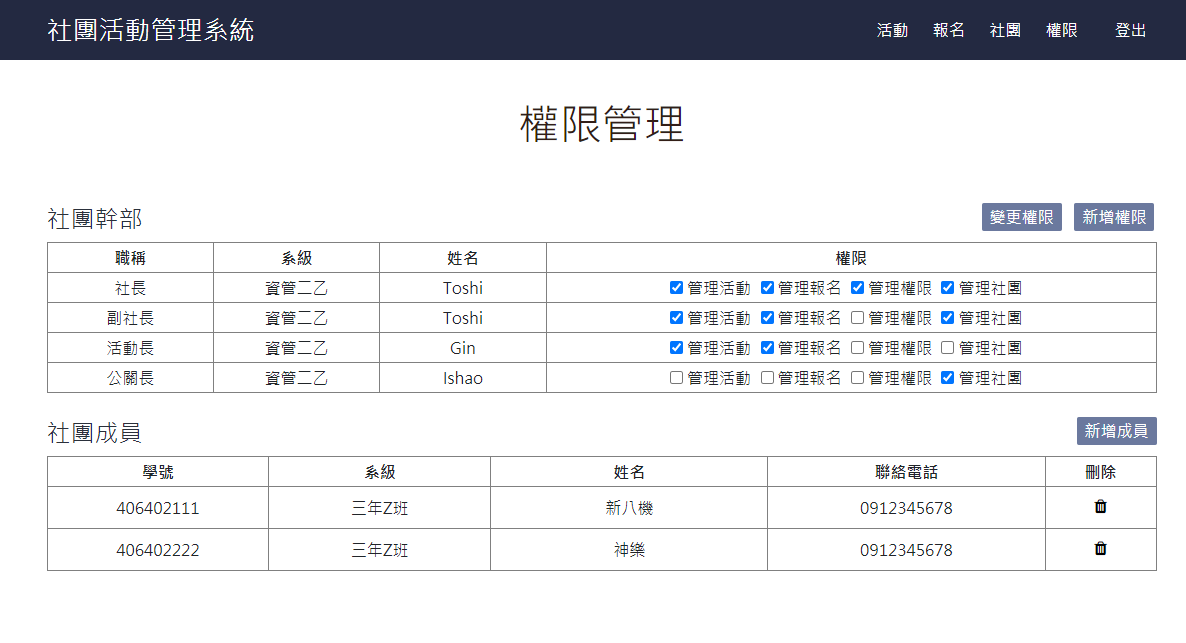 社團活動管理系統 活動 報名 社團 權限 登出
權限管理
社團幹部 變更權限 新增權限
職稱 系級 姓名 權限
社長 資管二乙 Toshi 管理活動 管理報名 管理權限 管理社團
副社長 資管二乙 Toshi 管理活動 管理報名 管理權限 管理社團
活動長 資管二乙 Gin 管理活動 管理報名 管理權限 管理社團
公關長 資管二乙 Ishao 管理活動 管理報名 管理權限 管理社團
社團成員 新增成員
學號 系級 姓名 聯絡電話 刪除
406402111 三年Z班 新八機 0912345678
406402222 三年Z班 神樂 0912345678